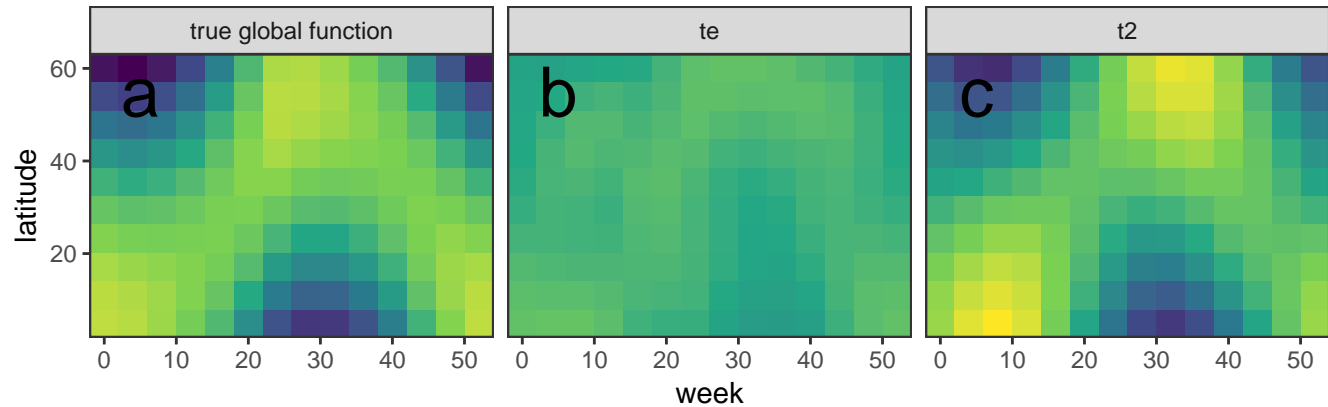 true global function te t2
60 a b c
40
latitude
20
0 10 20 30 40 50 0 10 20 30 40 50 0 10 20 30 40 50
week